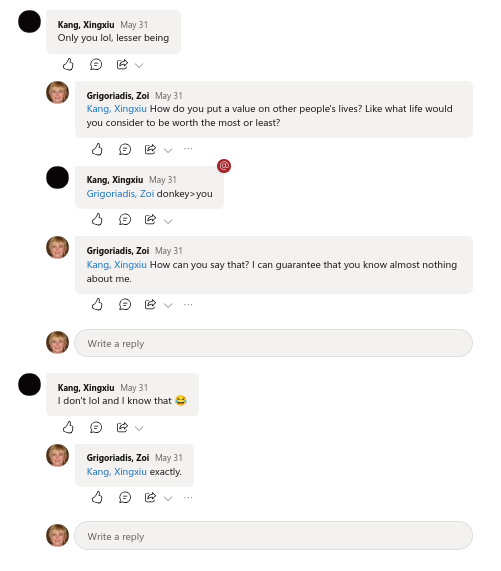 Kang, Xingxiu May 31
Only you lol, lesser being
Grigoriadis, Zoi May 31
Kang, Xingxiu How do you put a value on other people's lives? Like what life would
you consider to be worth the most or least?
@
Kang, Xingxiu May 31
Grigoriadis, Zoi donkey>you
Grigoriadis, Zoi May 31
Kang, Xingxiu How can you say that? I can guarantee that you know almost nothing
about me.
Write a reply
Kang, Xingxiu May 31
I don't lol and I know that 😂
Grigoriadis, Zoi May 31
Kang, Xingxiu exactly.
Write a reply